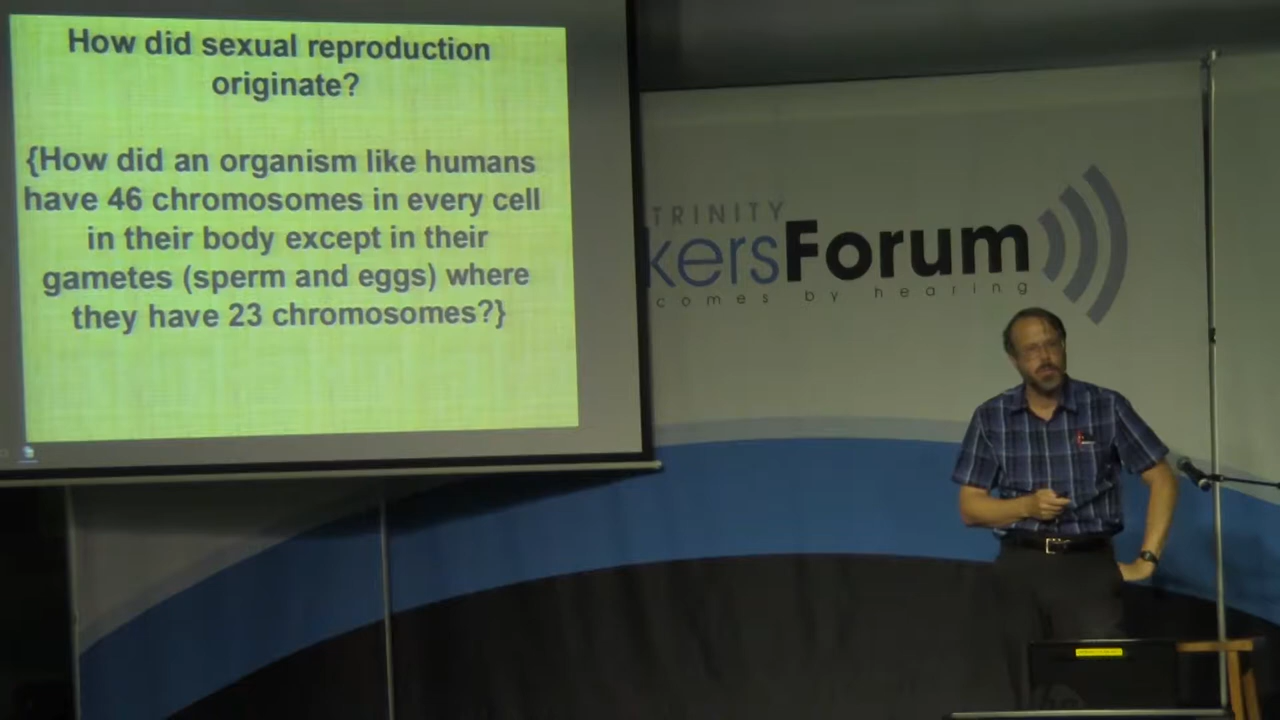 How did sexual reproduction
originate?
{How did an organism like humans
have 46 chromosomes in every cell
in their body except in their
gametes (sperm and eggs) where
they have 23 chromosomes?}
TRINITY
kersForum
comes by hearing